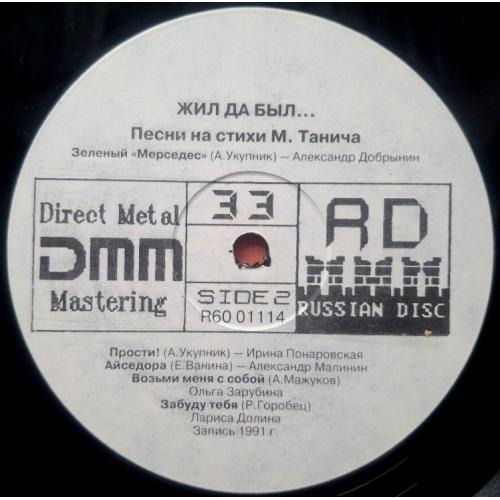 ЖИЛ ДА БЫЛ...
Песни на стихи М. Танича
Зеленый «Мерседес» (А.Укупник) — Александр Добрынин
Direct Metal
DMM
Mastering
33
SIDE 2
R60 01114
RD
RUSSIAN DISC
Прости! (А.Укупник) — Ирина Понаровская
Айседора (Е.Ванина) — Александр Малинин
Возьми меня с собой (А.Мажуков)
Ольга Зарубина
Забуду тебя (Р.Горобец)
Лариса Долина
Запись 1991 г.